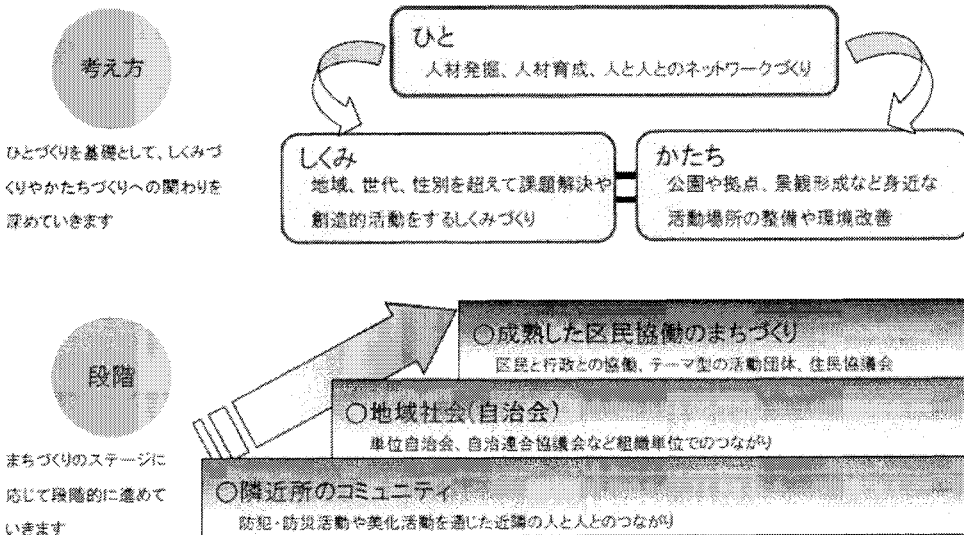 考え方
ひとづくりを基礎として、しくみづ
くりやかたちづくりへの関わりを
深めていきます
ひと
人材発掘、人材育成、人と人とのネットワークづくり
しくみ
地域、世代、性別を超えて課題解決や
創造的活動をするしくみづくり
かたち
公園や拠点、景観形成など身近な
活動場所の整備や環境改善
段階
まちづくりのステージに
応じて段階的に進めて
いきます
○成熟した区民協働のまちづくり
区民と行政との協働、テーマ型の活動団体、住民協議会
○地域社会(自治会)
単位自治会、自治連合協議会など組織単位でのつながり
○隣近所のコミュニティ
防犯・防災活動や美化活動を通じた近隣の人と人とのつながり